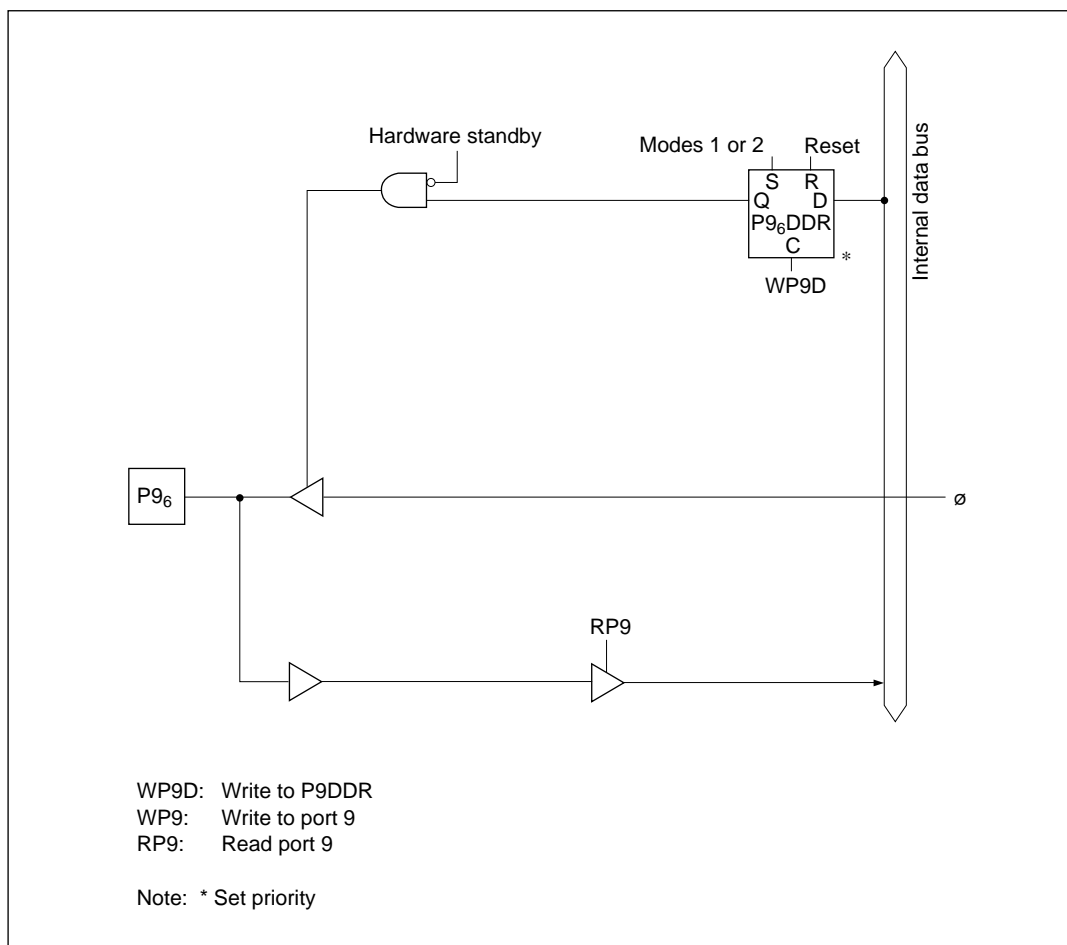 Hardware standby
Modes 1 or 2 Reset
S R
Q D
P9₆DDR
C
*
WP9D
Internal data bus
P9₆
ø
RP9
WP9D: Write to P9DDR
WP9: Write to port 9
RP9: Read port 9
Note: * Set priority